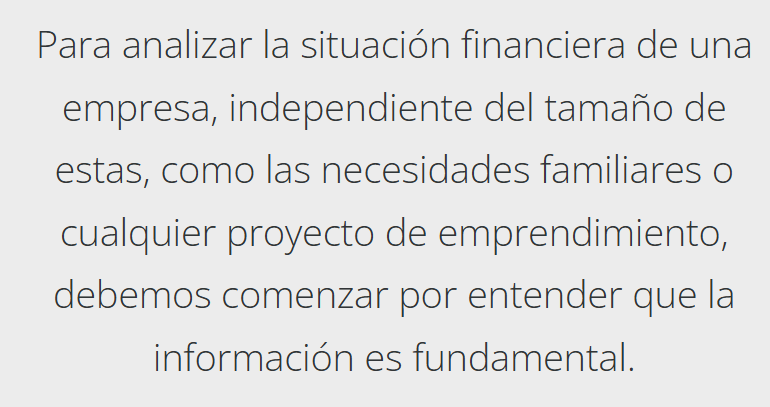 Para analizar la situación financiera de una
empresa, independiente del tamaño de
estas, como las necesidades familiares o
cualquier proyecto de emprendimiento,
debemos comenzar por entender que la
información es fundamental.